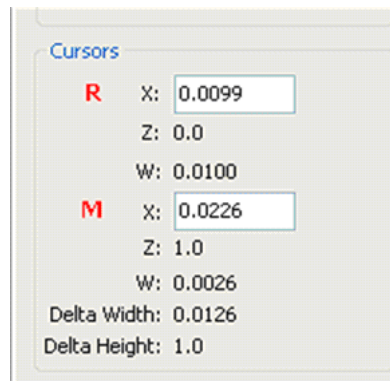 Cursors
R X: 0.0099
Z: 0.0
W: 0.0100
M X: 0.0226
Z: 1.0
W: 0.0026
Delta Width: 0.0126
Delta Height: 1.0